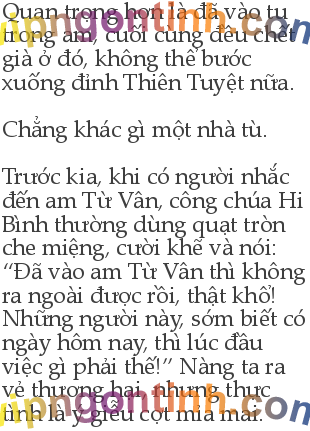 Quan trọng hơn là đã vào tu
trong am, cuối cùng đều chết
già ở đó, không thể bước
xuống đỉnh Thiên Tuyệt nữa.
Chẳng khác gì một nhà tù.
Trước kia, khi có người nhắc
đến am Từ Vân, công chúa Hi
Bình thường dùng quạt tròn
che miệng, cười khẽ và nói:
“Đã vào am Từ Vân thì không
ra ngoài được rồi, thật khổ!
Những người này, sớm biết có
ngày hôm nay, thì lúc đầu
việc gì phải thế!” Nàng ta ra
vẻ thương hại, nhưng thực
tình là ý giễu cợt mỉa mai.
vipngontinh.com
vipngontinh.com